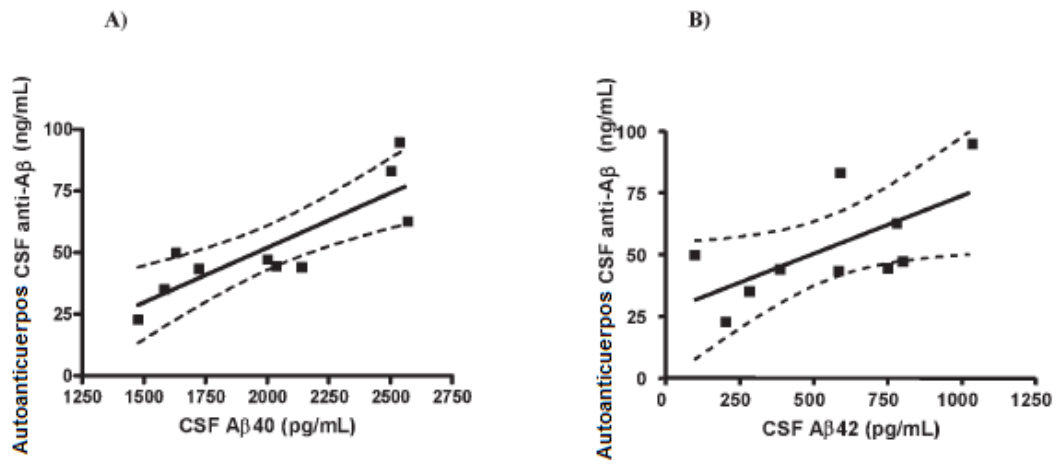 A)
Autoanticuerpos CSF anti-Aβ (ng/mL)
100
75
50
25
0
1250 1500 1750 2000 2250 2500 2750
CSF Aβ40 (pg/mL)
B)
Autoanticuerpos CSF anti-Aβ (ng/mL)
100
75
50
25
0
0 250 500 750 1000 1250
CSF Aβ42 (pg/mL)